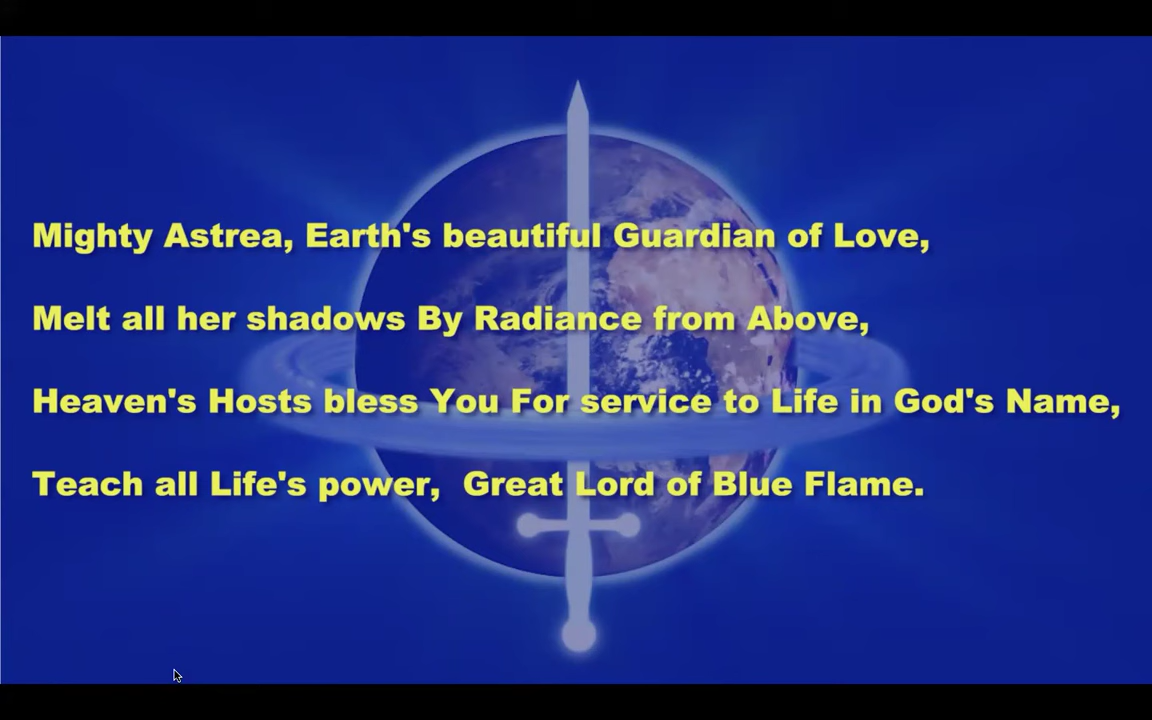 Mighty Astrea, Earth's beautiful Guardian of Love,
Melt all her shadows By Radiance from Above,
Heaven's Hosts bless You For service to Life in God's Name,
Teach all Life's power,  Great Lord of Blue Flame.